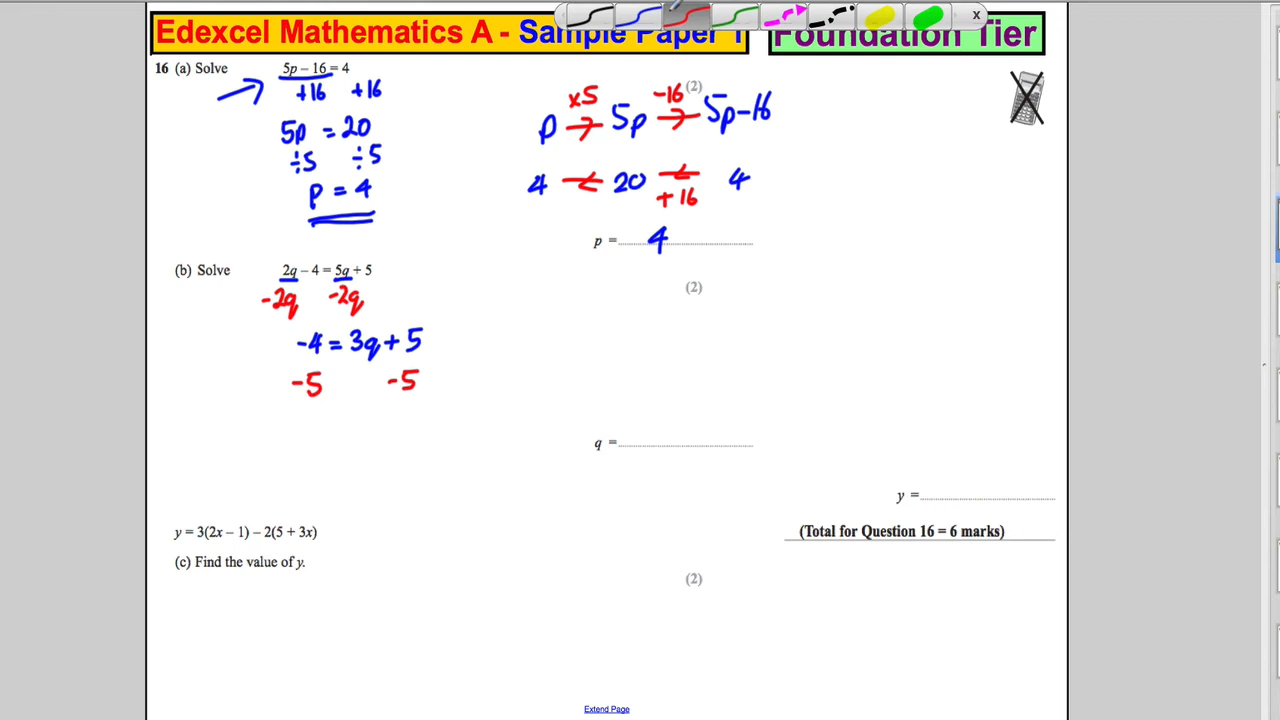 Edexcel Mathematics A - Sample Paper 1
Foundation Tier
x
16 (a) Solve 5p – 16 = 4
+16 +16
5p = 20
÷5 ÷5
p = 4
(2)
×5 -16
p → 5p → 5p-16
4 ← 20 ← 4
+16
p = 4
(b) Solve 2q – 4 = 5q + 5
-2q -2q
(2)
-4 = 3q + 5
-5 -5
q =
y =
(Total for Question 16 = 6 marks)
y = 3(2x – 1) – 2(5 + 3x)
(c) Find the value of y.
(2)
Extend Page